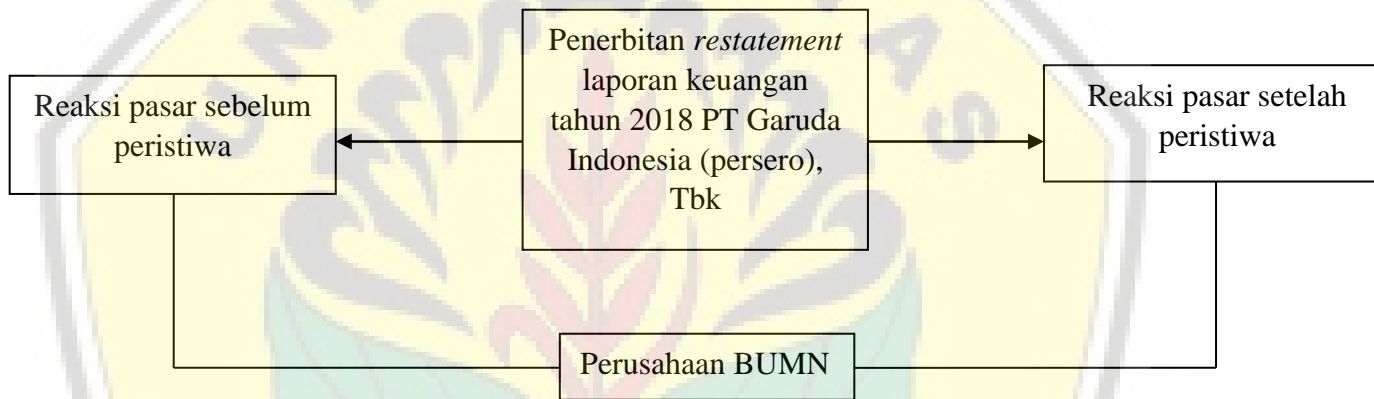 Penerbitan restatement
laporan keuangan
tahun 2018 PT Garuda
Indonesia (persero),
Tbk
Reaksi pasar sebelum
peristiwa
Reaksi pasar setelah
peristiwa
Perusahaan BUMN